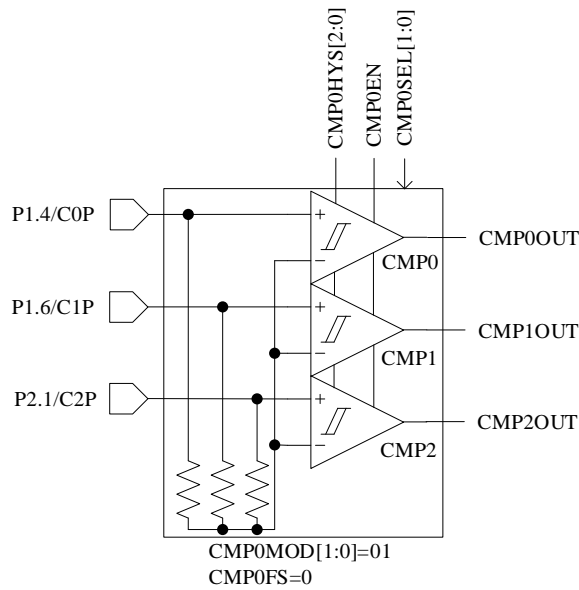 CMP0HYS[2:0]
CMP0EN
CMP0SEL[1:0]
P1.4/C0P
+
−
CMP0
CMP0OUT
P1.6/C1P
+
−
CMP1
CMP1OUT
P2.1/C2P
+
−
CMP2
CMP2OUT
CMP0MOD[1:0]=01
CMP0FS=0